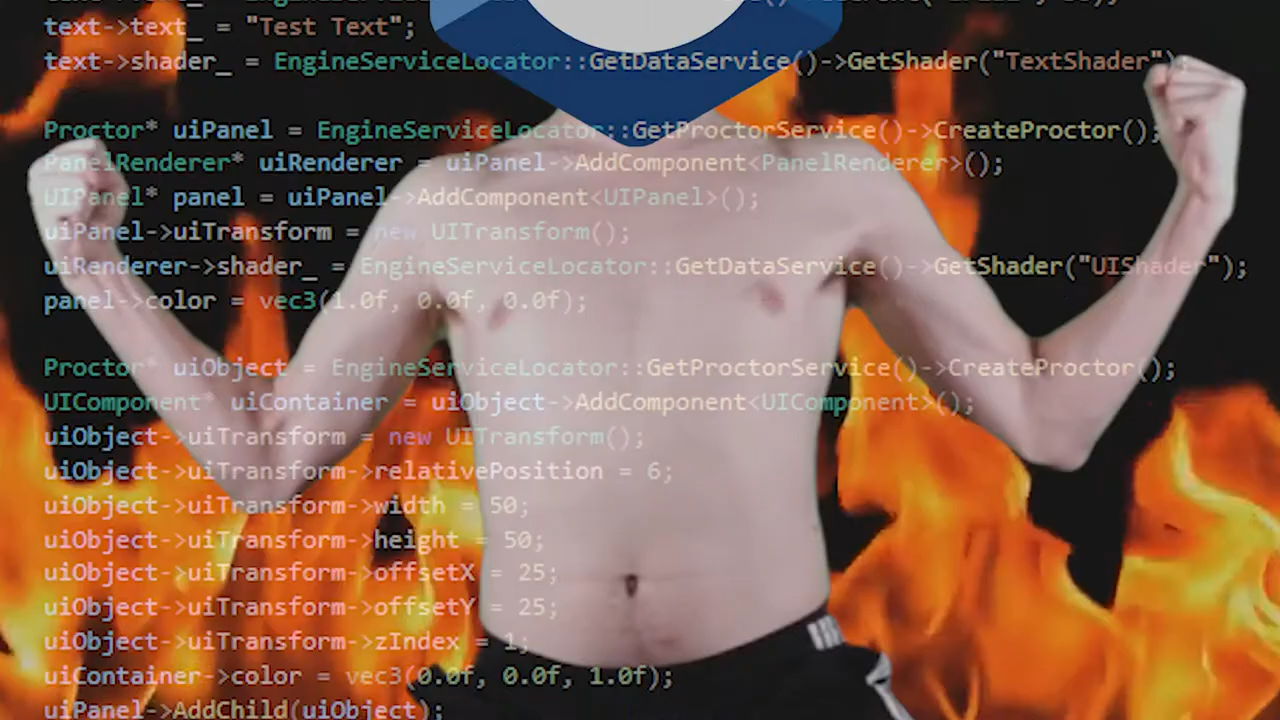 text->text_ = "Test Text";
text->shader_ = EngineServiceLocator::GetDataService()->GetShader("TextShader");
Proctor* uiPanel = EngineServiceLocator::GetProctorService()->CreateProctor();
PanelRenderer* uiRenderer = uiPanel->AddComponent<PanelRenderer>();
UIPanel* panel = uiPanel->AddComponent<UIPanel>();
uiPanel->uiTransform = new UITransform();
uiRenderer->shader_ = EngineServiceLocator::GetDataService()->GetShader("UIShader");
panel->color = vec3(1.0f, 0.0f, 0.0f);
Proctor* uiObject = EngineServiceLocator::GetProctorService()->CreateProctor();
UIComponent* uiContainer = uiObject->AddComponent<UIComponent>();
uiObject->uiTransform = new UITransform();
uiObject->uiTransform->relativePosition = 6;
uiObject->uiTransform->width = 50;
uiObject->uiTransform->height = 50;
uiObject->uiTransform->offsetX = 25;
uiObject->uiTransform->offsetY = 25;
uiObject->uiTransform->zIndex = 1;
uiContainer->color = vec3(0.0f, 0.0f, 1.0f);
uiPanel->AddChild(uiObject);